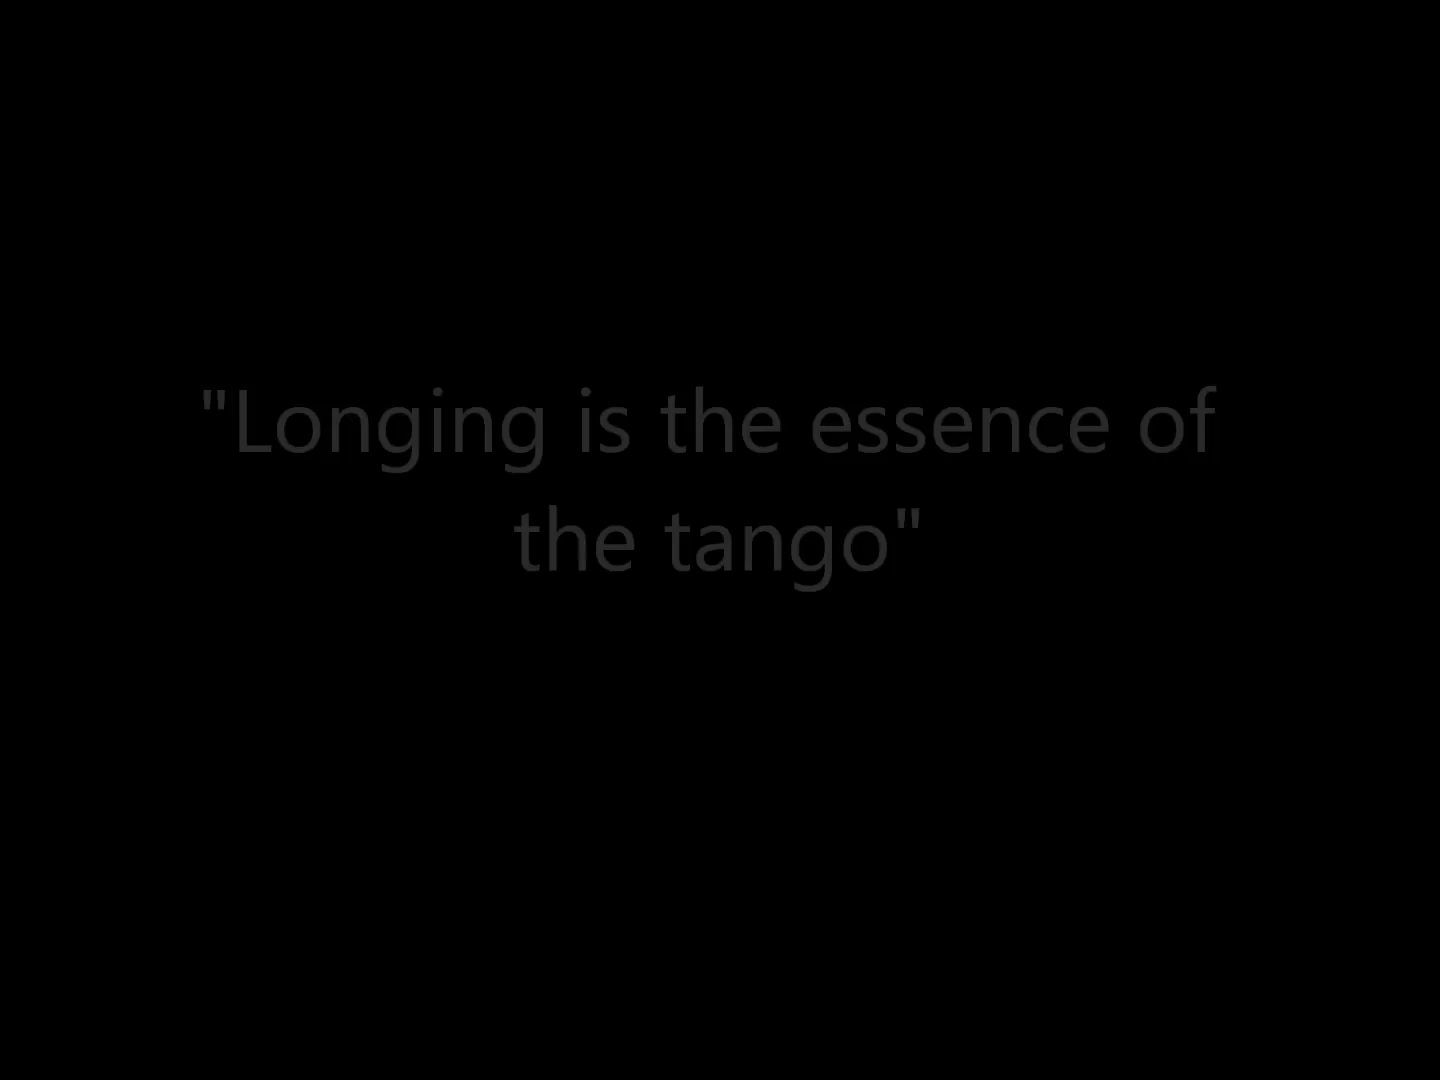 "Longing is the essence of
the tango"